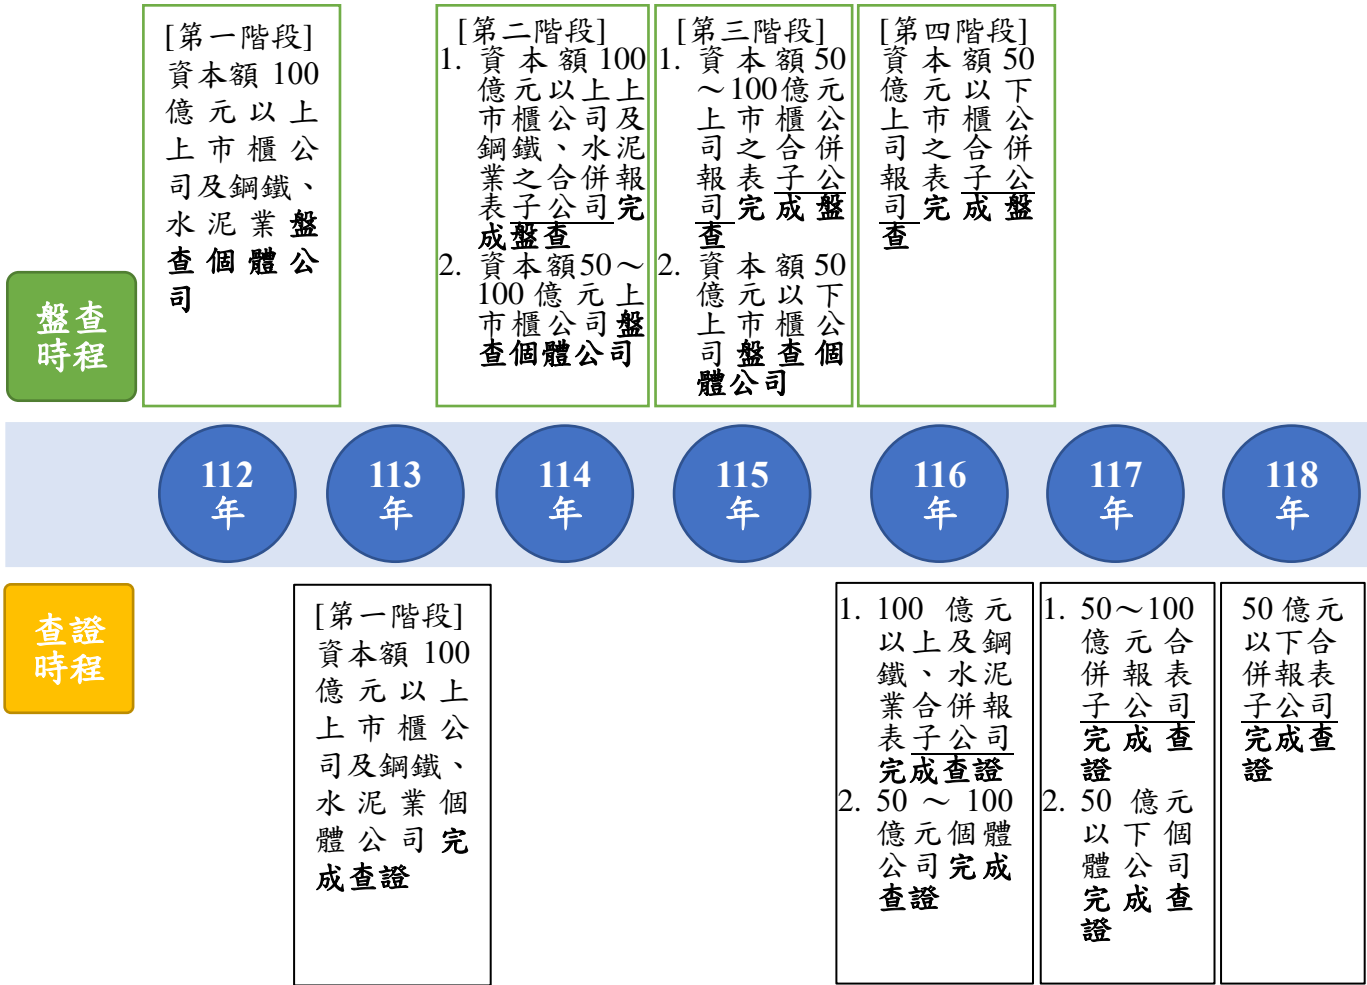 [第一階段]
資本額 100
億元以上
上市櫃公
司及鋼鐵、
水泥業盤
查個體公
司
[第二階段]
1. 資本額 100
億元以上上
市櫃公司及
鋼鐵、水泥
業之合併報
表子公司完
成盤查
2. 資本額50～
100 億元上
市櫃公司盤
查個體公司
[第三階段]
1. 資本額 50
～100億元
上市櫃公
司之合併
報表子公
司完成盤
查
2. 資本額 50
億元以下
上市櫃公
司盤查個
體公司
[第四階段]
資本額 50
億元以下
上市櫃公
司之合併
報表子公
司完成盤
查
盤查
時程
112
年
113
年
114
年
115
年
116
年
117
年
118
年
查證
時程
[第一階段]
資本額 100
億元以上
上市櫃公
司及鋼鐵、
水泥業個
體公司完
成查證
1. 100 億元
以上及鋼
鐵、水泥
業合併報
表子公司
完成查證
2. 50 ～ 100
億元個體
公司完成
查證
1. 50～100
億元合
併報表
子公司
完成查
證
2. 50 億元
以下個
體公司
完成查
證
50 億元
以下合
併報表
子公司
完成查
證